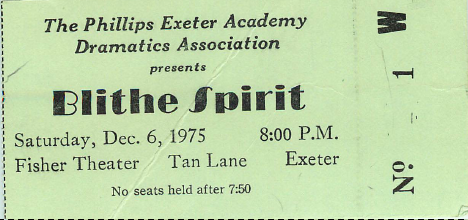 The Phillips Exeter Academy
Dramatics Association
presents
Blithe Spirit
Saturday, Dec. 6, 1975 8:00 P.M.
Fisher Theater Tan Lane Exeter
No seats held after 7:50
No. - 1 W